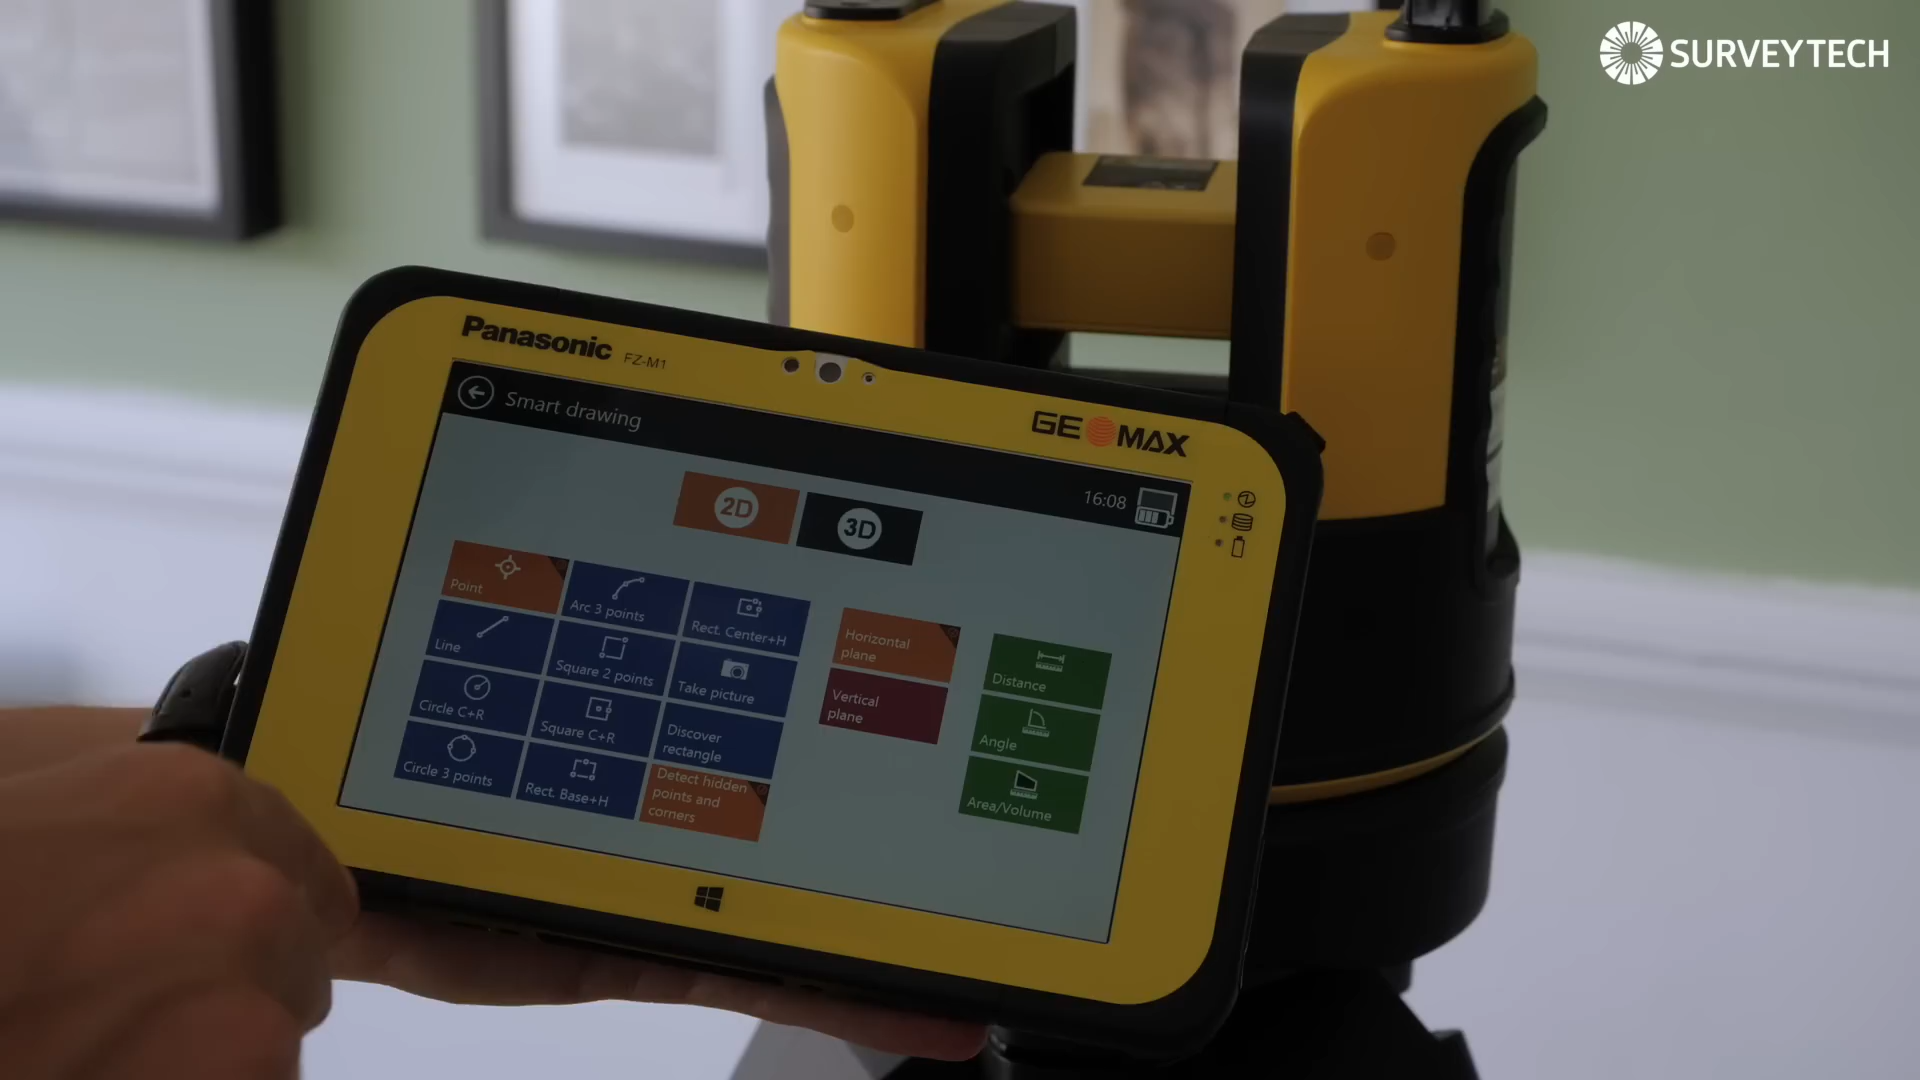 SURVEYTECH
Panasonic FZ-M1
GEOMAX
Smart drawing
16:08
2D
3D
Point
Arc 3 points
Rect. Center+H
Line
Square 2 points
Take picture
Circle C+R
Square C+R
Discover
rectangle
Circle 3 points
Rect. Base+H
Detect hidden
points and
corners
Horizontal
plane
Vertical
plane
Distance
Angle
Area/Volume